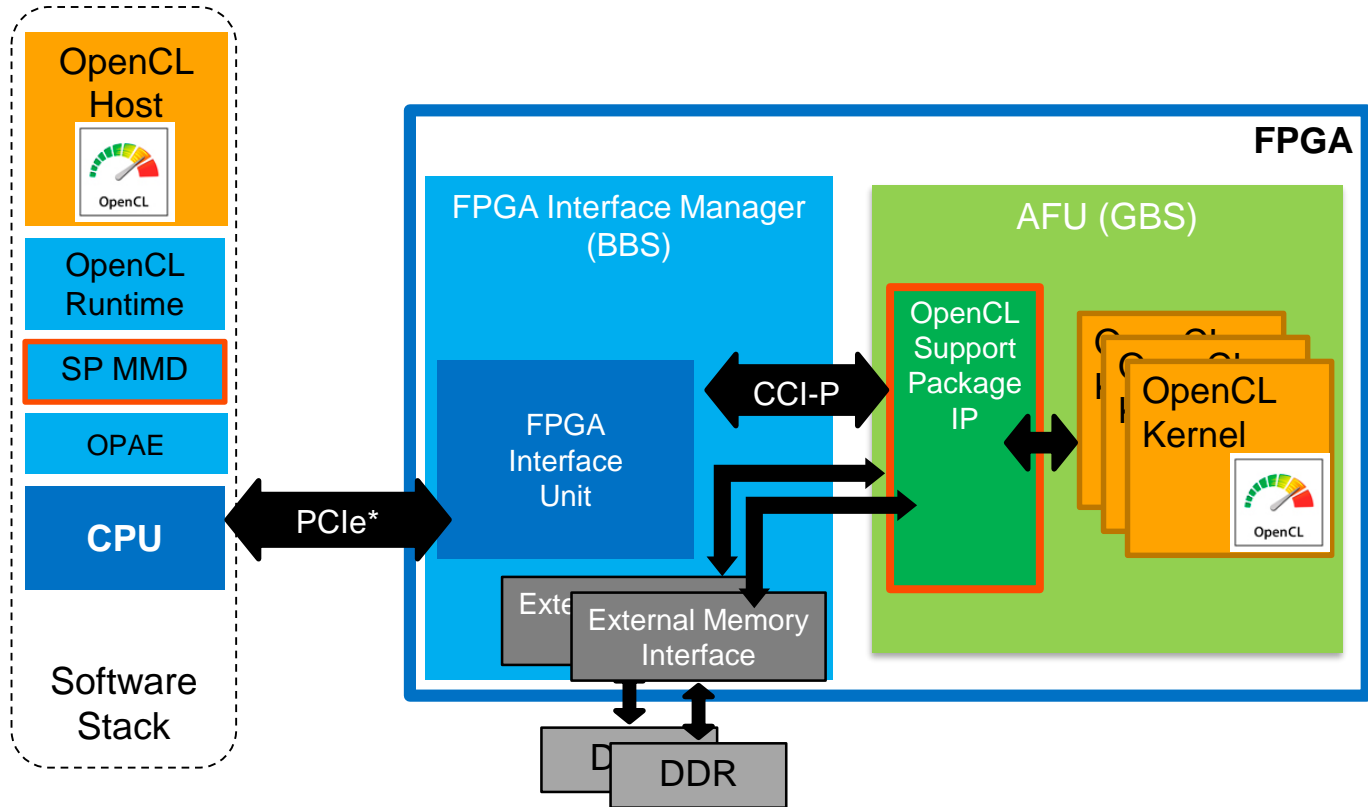 OpenCL
Host
OpenCL
OpenCL
Runtime
SP MMD
OPAE
CPU
Software
Stack
PCIe*
FPGA
FPGA Interface Manager
(BBS)
FPGA
Interface
Unit
CCI-P
External Memory
Interface
DDR
AFU (GBS)
OpenCL
Support
Package
IP
OpenCL
Kernel
OpenCL